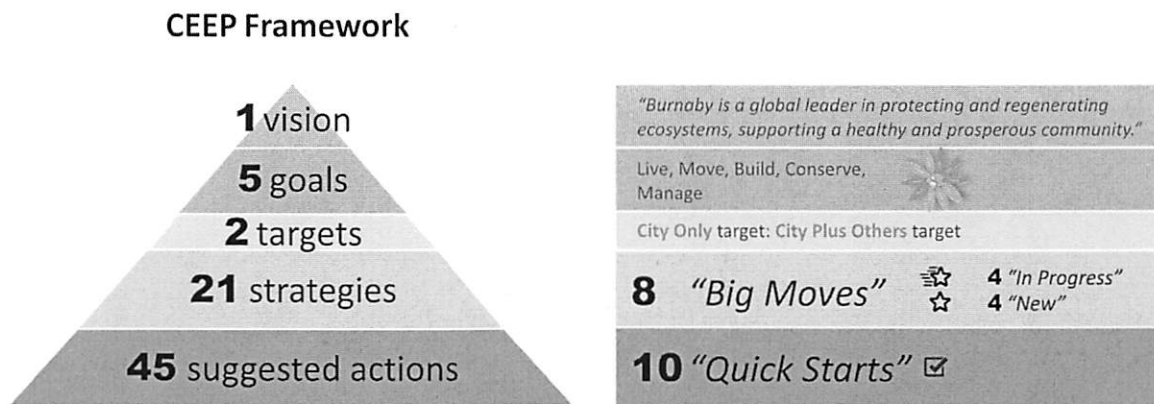 CEEP Framework
1 vision
5 goals
2 targets
21 strategies
45 suggested actions
"Burnaby is a global leader in protecting and regenerating
ecosystems, supporting a healthy and prosperous community."
Live, Move, Build, Conserve,
Manage
City Only target: City Plus Others target
8 "Big Moves"
4 "In Progress"
4 "New"
10 "Quick Starts"